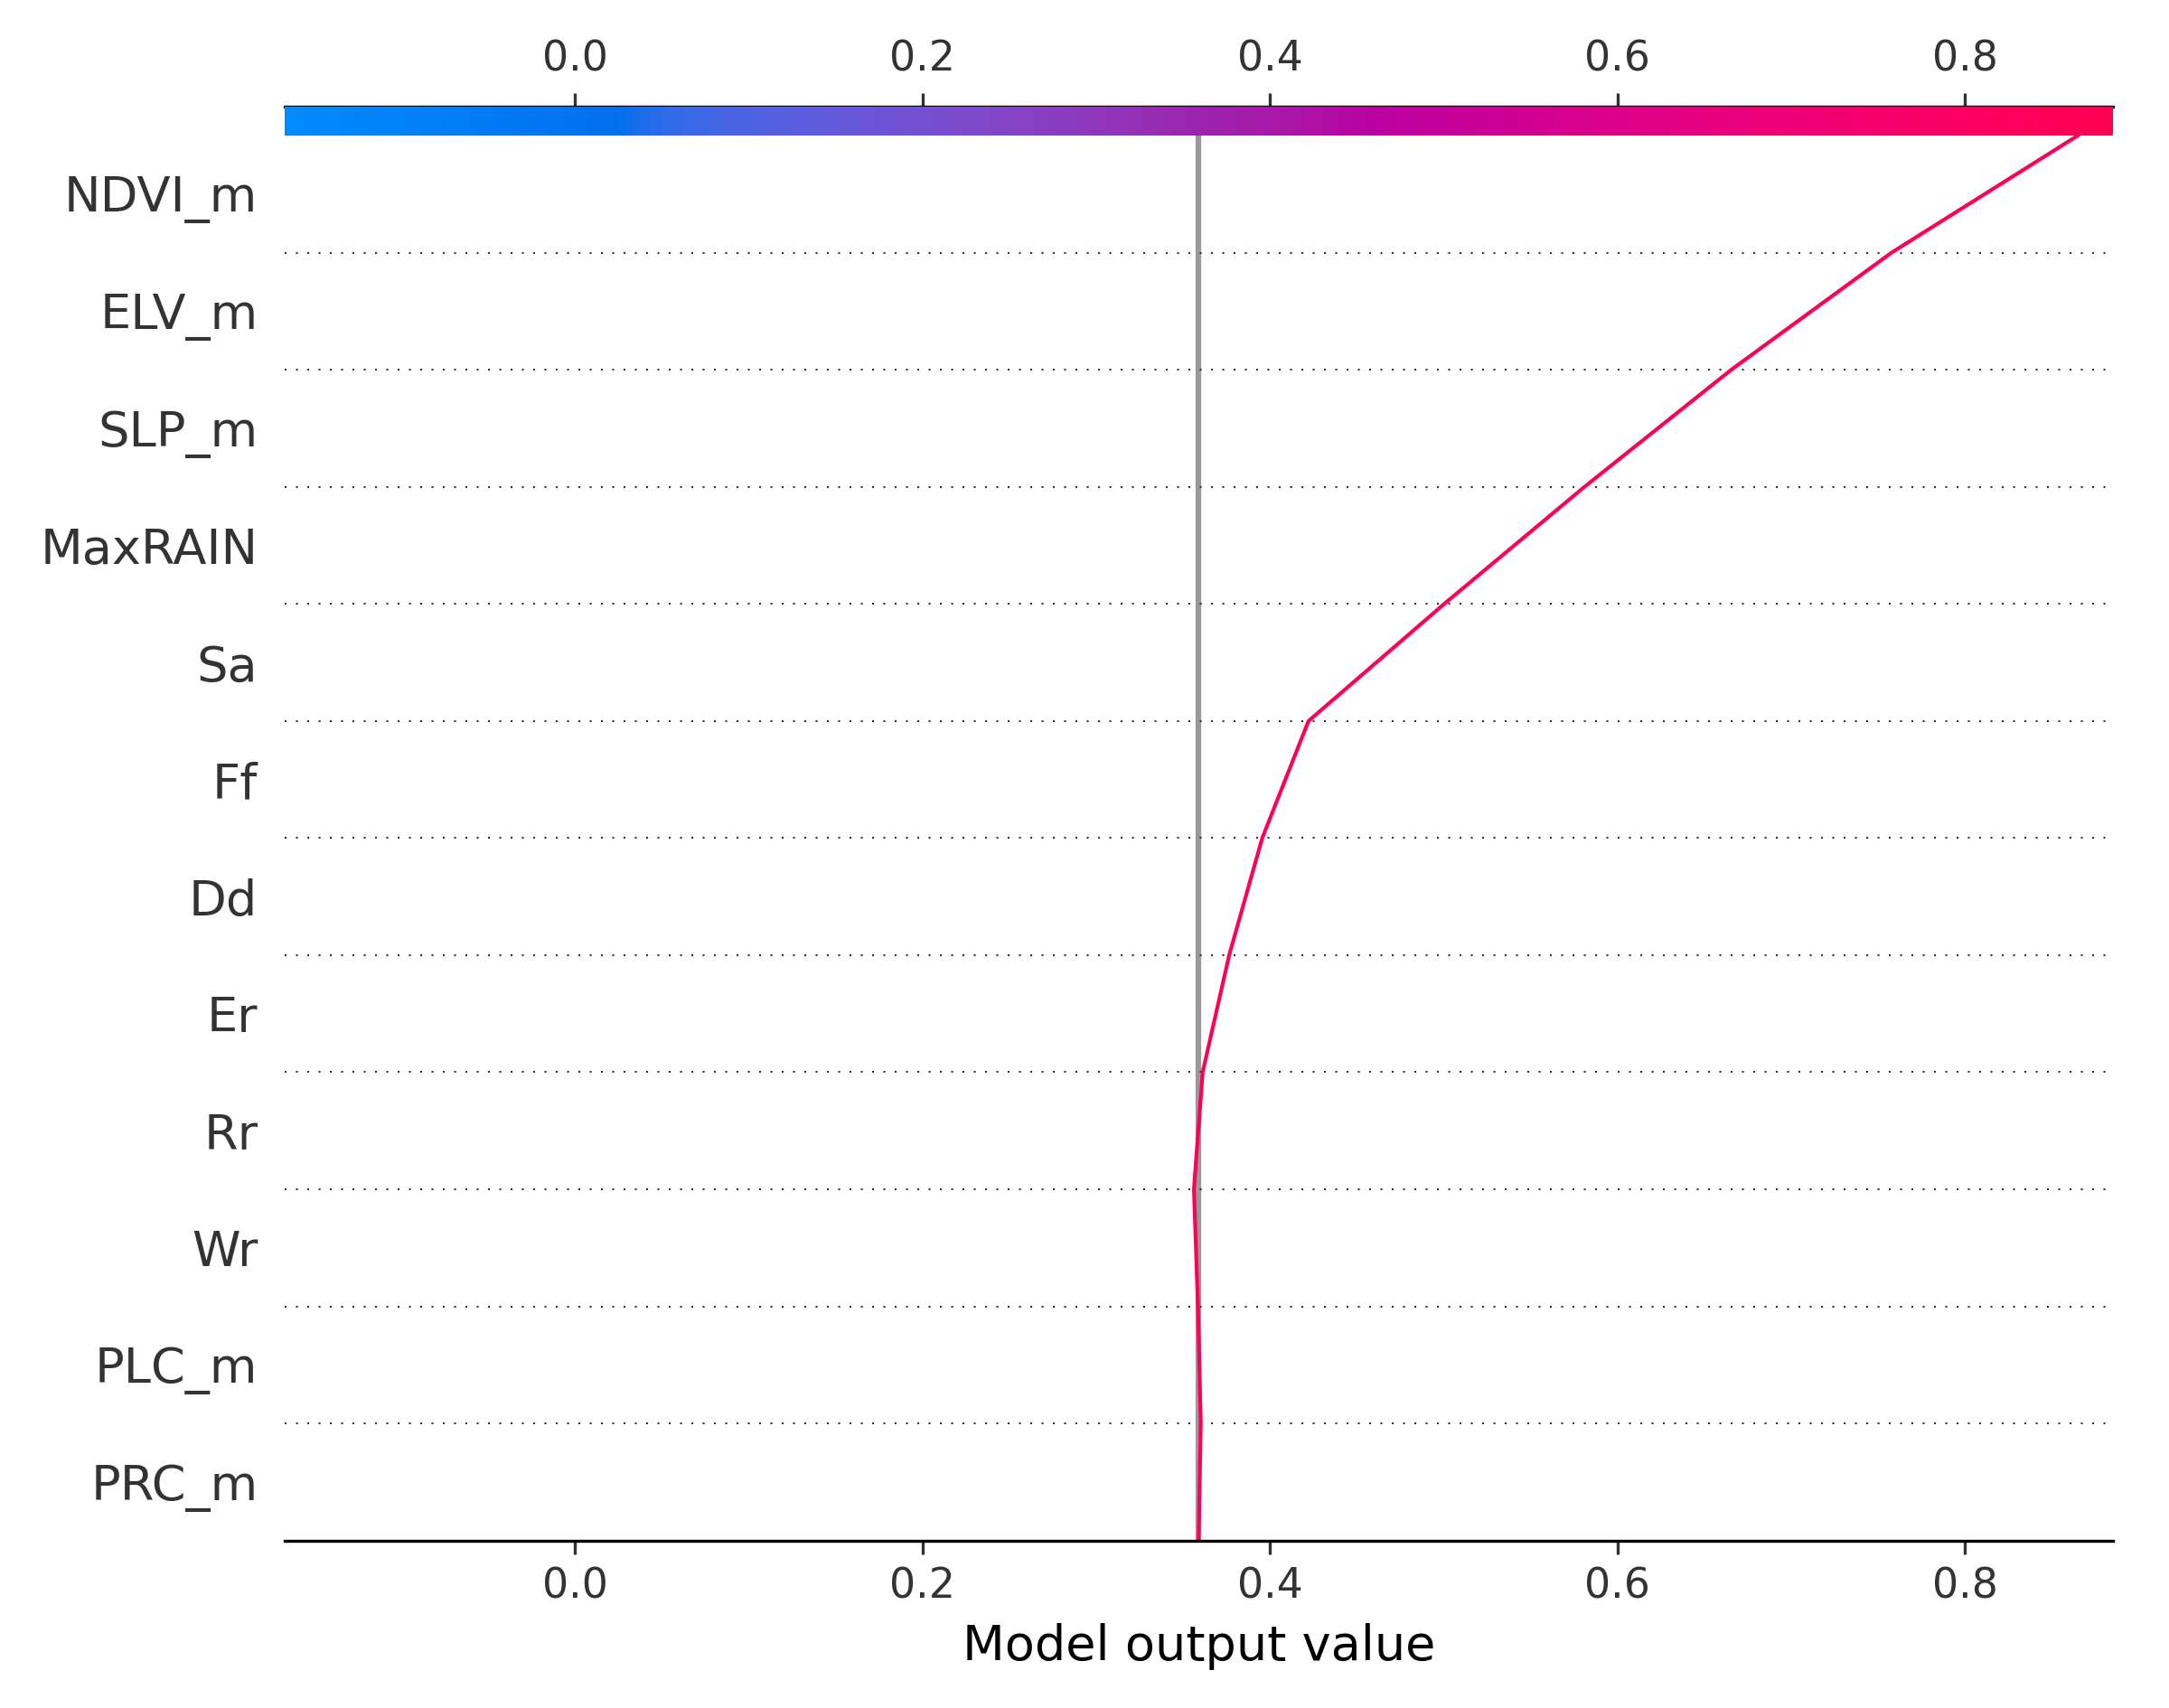 0.0 0.2 0.4 0.6 0.8
NDVI_m
ELV_m
SLP_m
MaxRAIN
Sa
Ff
Dd
Er
Rr
Wr
PLC_m
PRC_m
0.0 0.2 0.4 0.6 0.8
Model output value